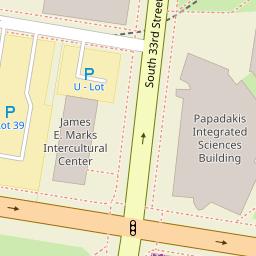 South 33rd Street
P
U - Lot
P
Lot 39
James
E. Marks
Intercultural
Center
Papadakis
Integrated
Sciences
Building